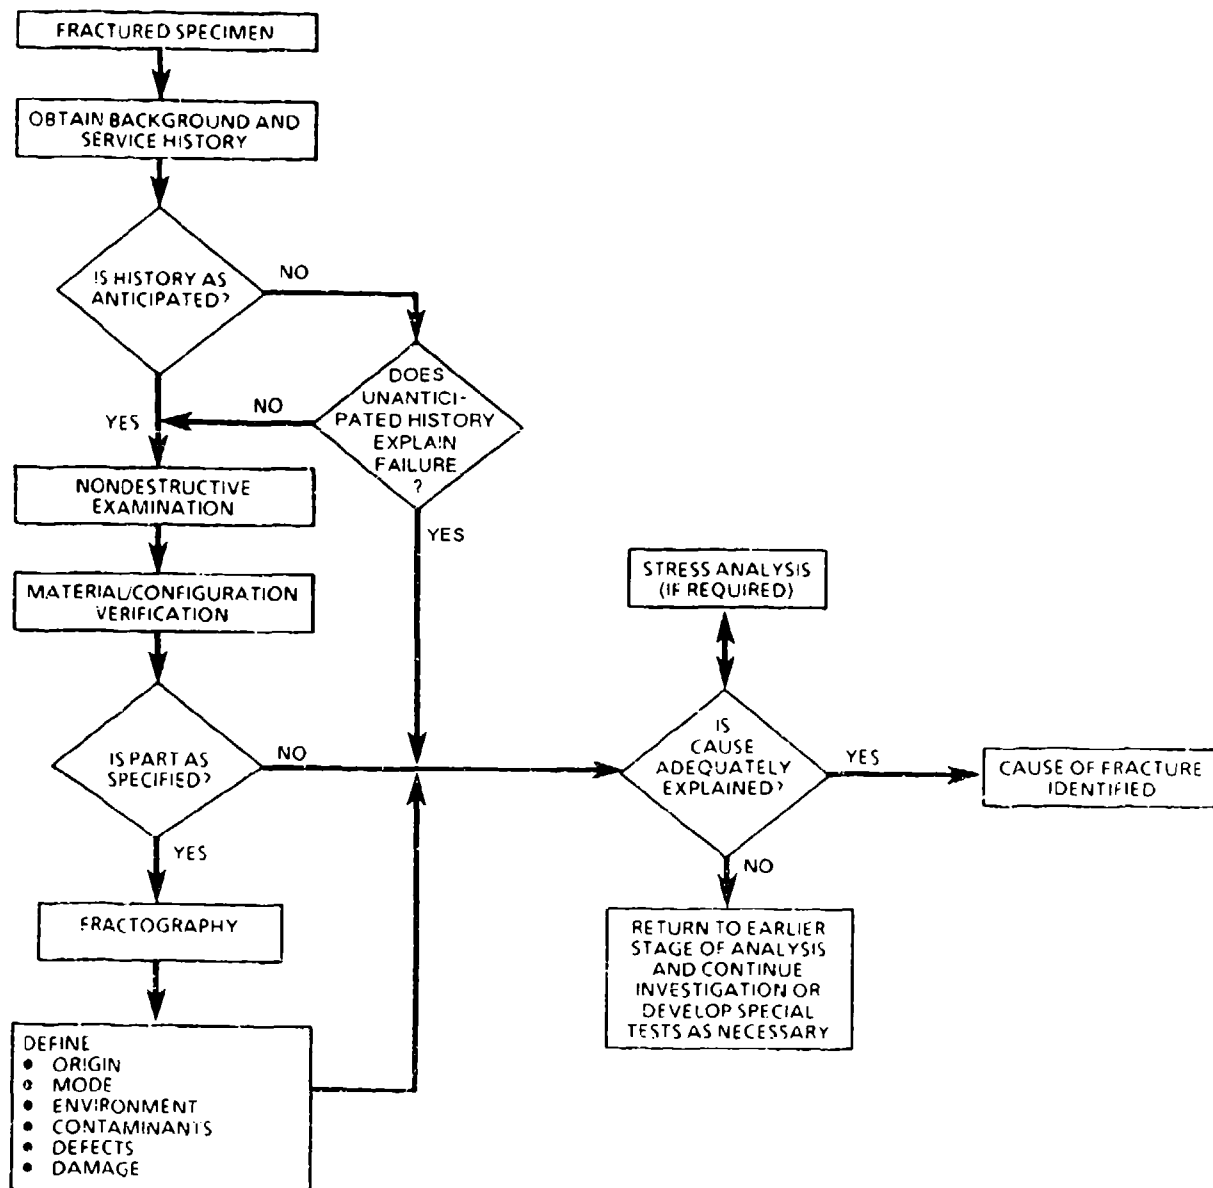 FRACTURED SPECIMEN
OBTAIN BACKGROUND AND
SERVICE HISTORY
IS HISTORY AS
ANTICIPATED?
NO
DOES
UNANTICI-
PATED HISTORY
EXPLAIN
FAILURE
?
NO
YES
YES
NONDESTRUCTIVE
EXAMINATION
MATERIAL/CONFIGURATION
VERIFICATION
IS PART AS
SPECIFIED?
NO
YES
FRACTOGRAPHY
DEFINE
● ORIGIN
● MODE
● ENVIRONMENT
● CONTAMINANTS
● DEFECTS
● DAMAGE
STRESS ANALYSIS
(IF REQUIRED)
IS
CAUSE
ADEQUATELY
EXPLAINED?
YES
CAUSE OF FRACTURE
IDENTIFIED
NO
RETURN TO EARLIER
STAGE OF ANALYSIS
AND CONTINUE
INVESTIGATION OR
DEVELOP SPECIAL
TESTS AS NECESSARY